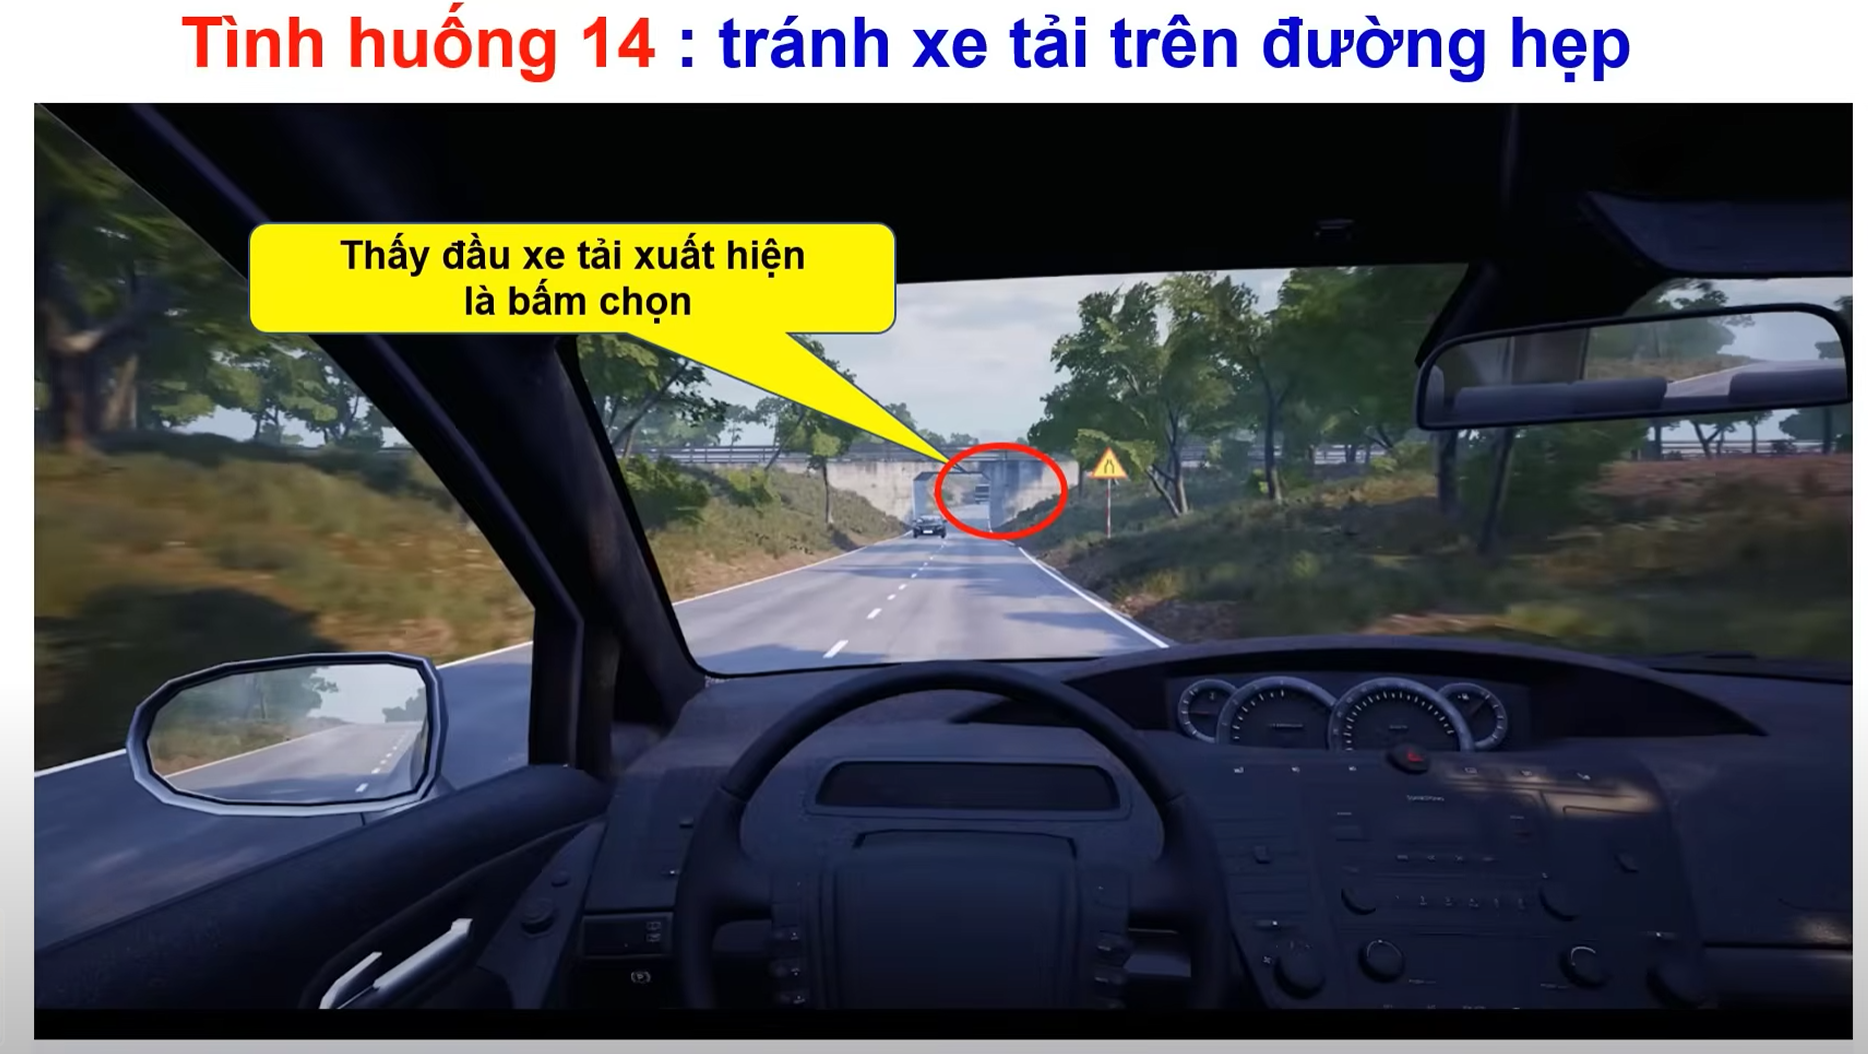 Tình huống 14 : tránh xe tải trên đường hẹp
Thấy đầu xe tải xuất hiện
là bấm chọn